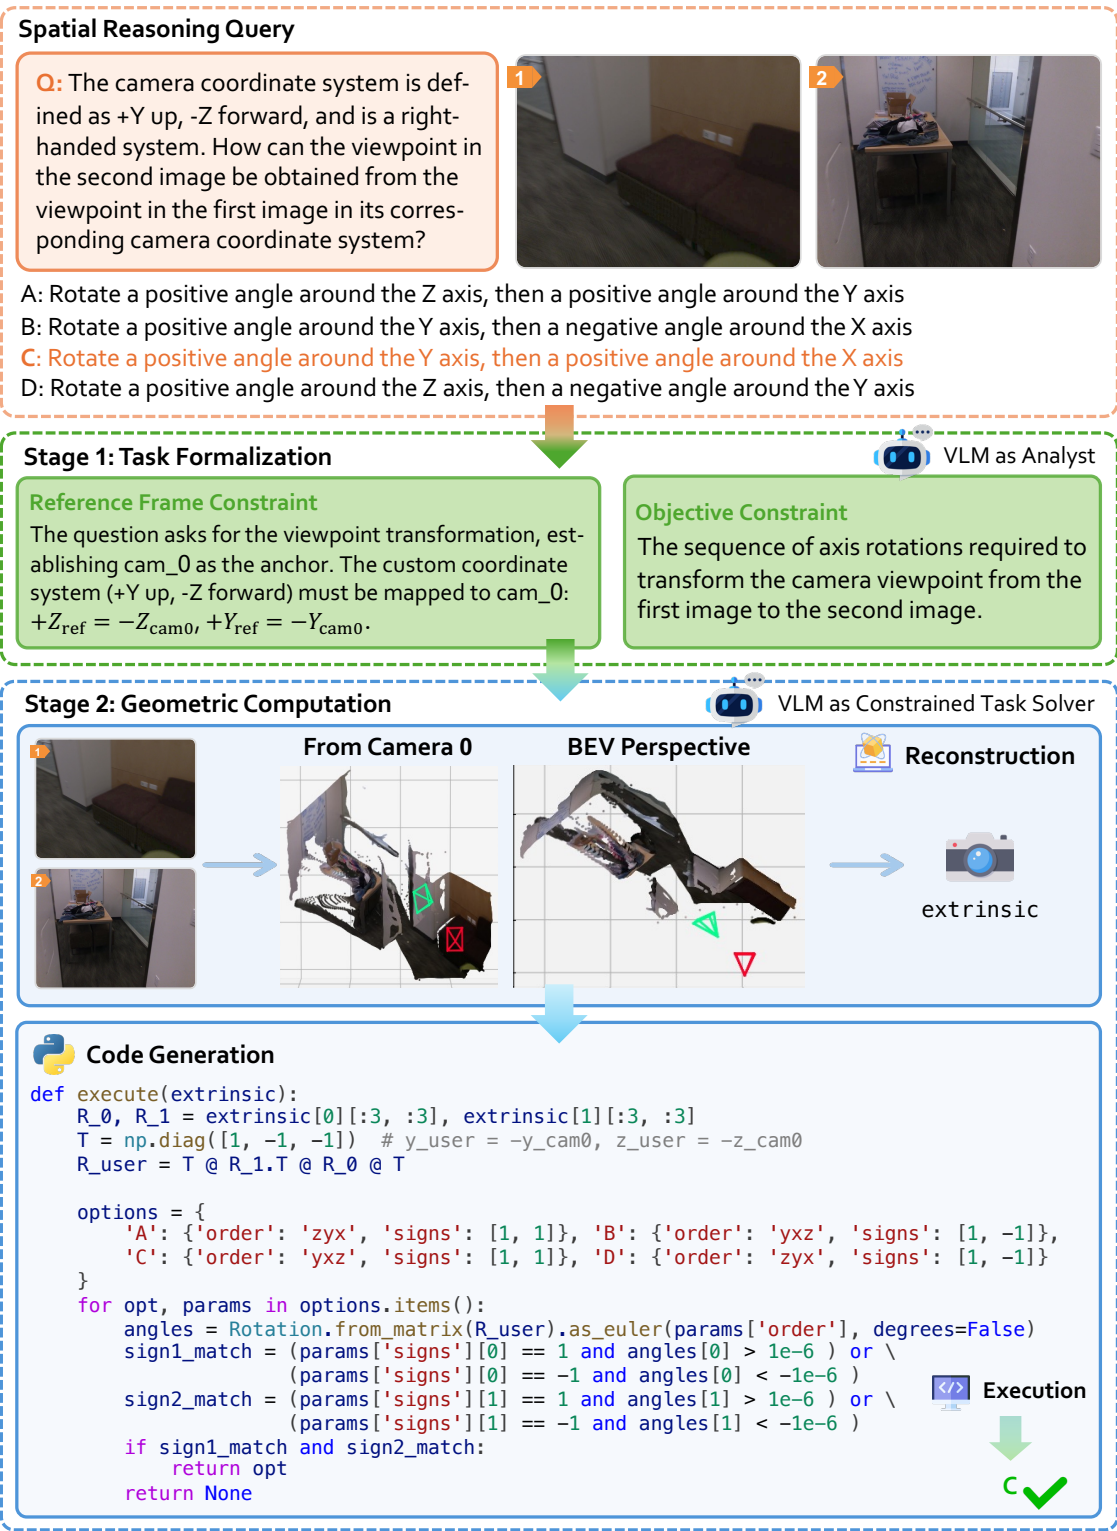 Spatial Reasoning Query
Q: The camera coordinate system is def-
ined as +Y up, -Z forward, and is a right-
handed system. How can the viewpoint in
the second image be obtained from the
viewpoint in the first image in its corres-
ponding camera coordinate system?
1
2
A: Rotate a positive angle around the Z axis, then a positive angle around the Y axis
B: Rotate a positive angle around the Y axis, then a negative angle around the X axis
C: Rotate a positive angle around the Y axis, then a positive angle around the X axis
D: Rotate a positive angle around the Z axis, then a negative angle around the Y axis
Stage 1: Task Formalization
VLM as Analyst
Reference Frame Constraint
The question asks for the viewpoint transformation, est-
ablishing cam_0 as the anchor. The custom coordinate
system (+Y up, -Z forward) must be mapped to cam_0:
+Z_ref = −Z_cam0, +Y_ref = −Y_cam0.
Objective Constraint
The sequence of axis rotations required to
transform the camera viewpoint from the
first image to the second image.
Stage 2: Geometric Computation
VLM as Constrained Task Solver
1
2
From Camera 0
BEV Perspective
Reconstruction
extrinsic
Code Generation
def execute(extrinsic):
    R_0, R_1 = extrinsic[0][:3, :3], extrinsic[1][:3, :3]
    T = np.diag([1, -1, -1])  # y_user = -y_cam0, z_user = -z_cam0
    R_user = T @ R_1.T @ R_0 @ T
    options = {
        'A': {'order': 'zyx', 'signs': [1, 1]}, 'B': {'order': 'yxz', 'signs': [1, -1]},
        'C': {'order': 'yxz', 'signs': [1, 1]}, 'D': {'order': 'zyx', 'signs': [1, -1]}
    }
    for opt, params in options.items():
        angles = Rotation.from_matrix(R_user).as_euler(params['order'], degrees=False)
        sign1_match = (params['signs'][0] == 1 and angles[0] > 1e-6 ) or \
                      (params['signs'][0] == -1 and angles[0] < -1e-6 )
        sign2_match = (params['signs'][1] == 1 and angles[1] > 1e-6 ) or \
                      (params['signs'][1] == -1 and angles[1] < -1e-6 )
        if sign1_match and sign2_match:
            return opt
        return None
</>
Execution
C